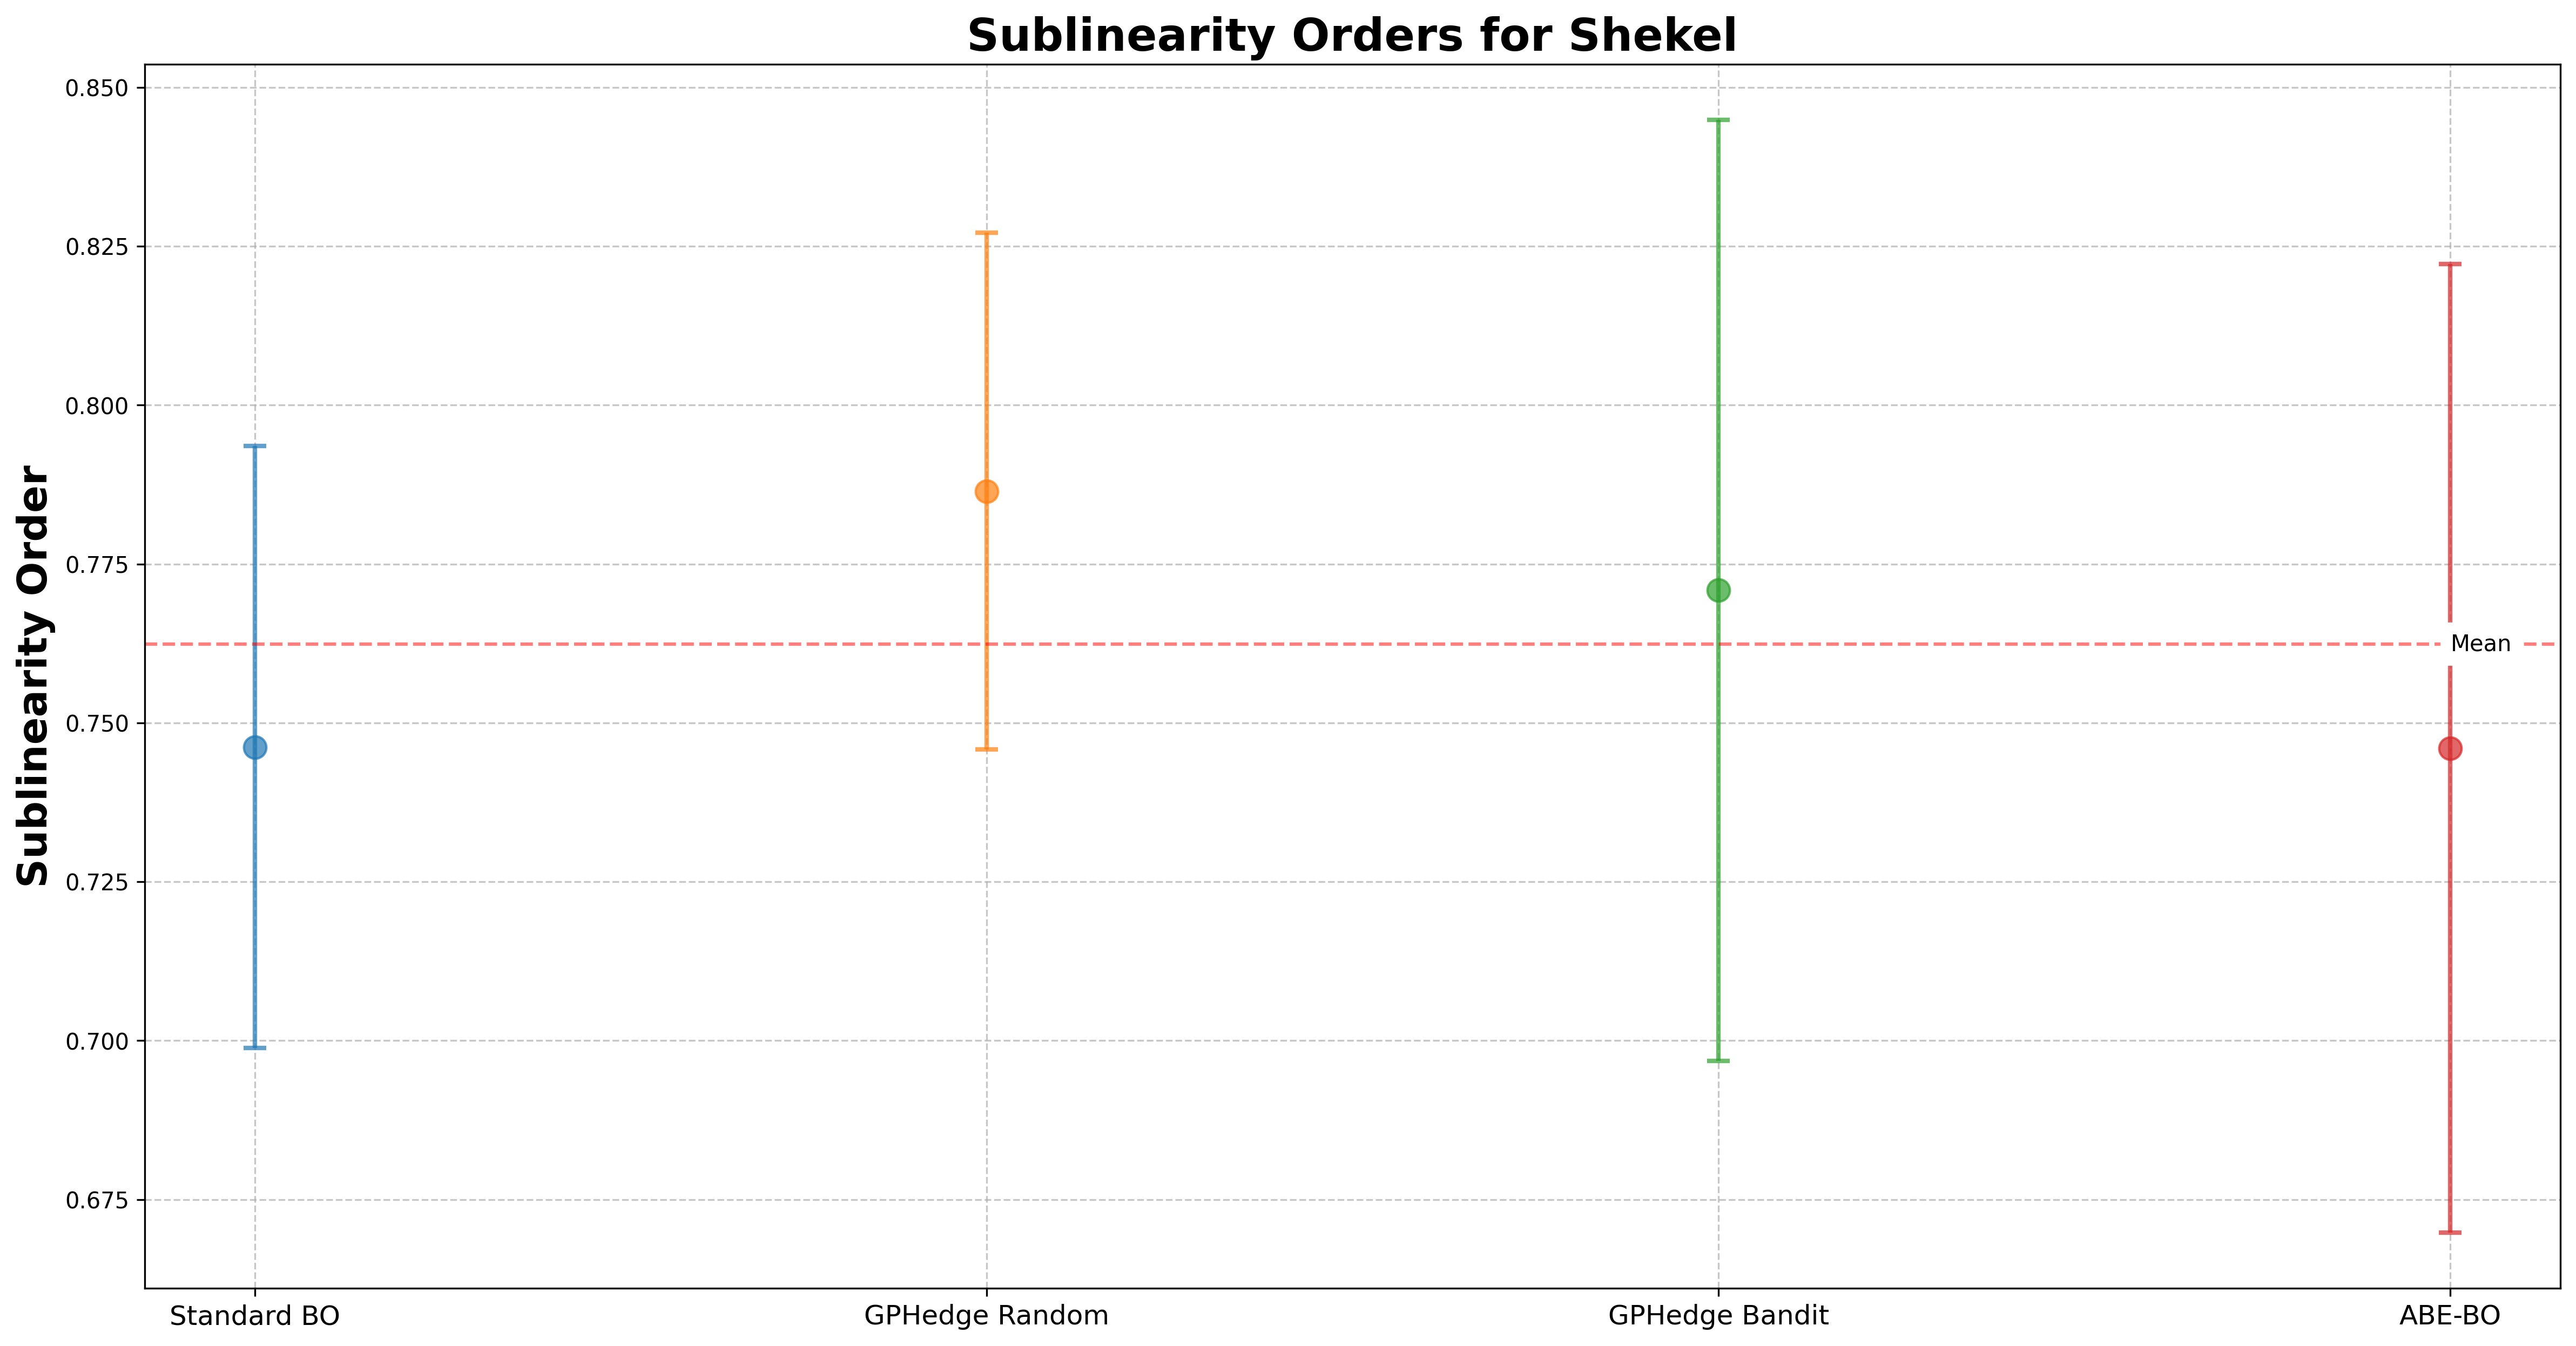 Sublinearity Orders for Shekel
Sublinearity Order
0.850
0.825
0.800
0.775
0.750
0.725
0.700
0.675
Mean
Standard BO
GPHedge Random
GPHedge Bandit
ABE-BO